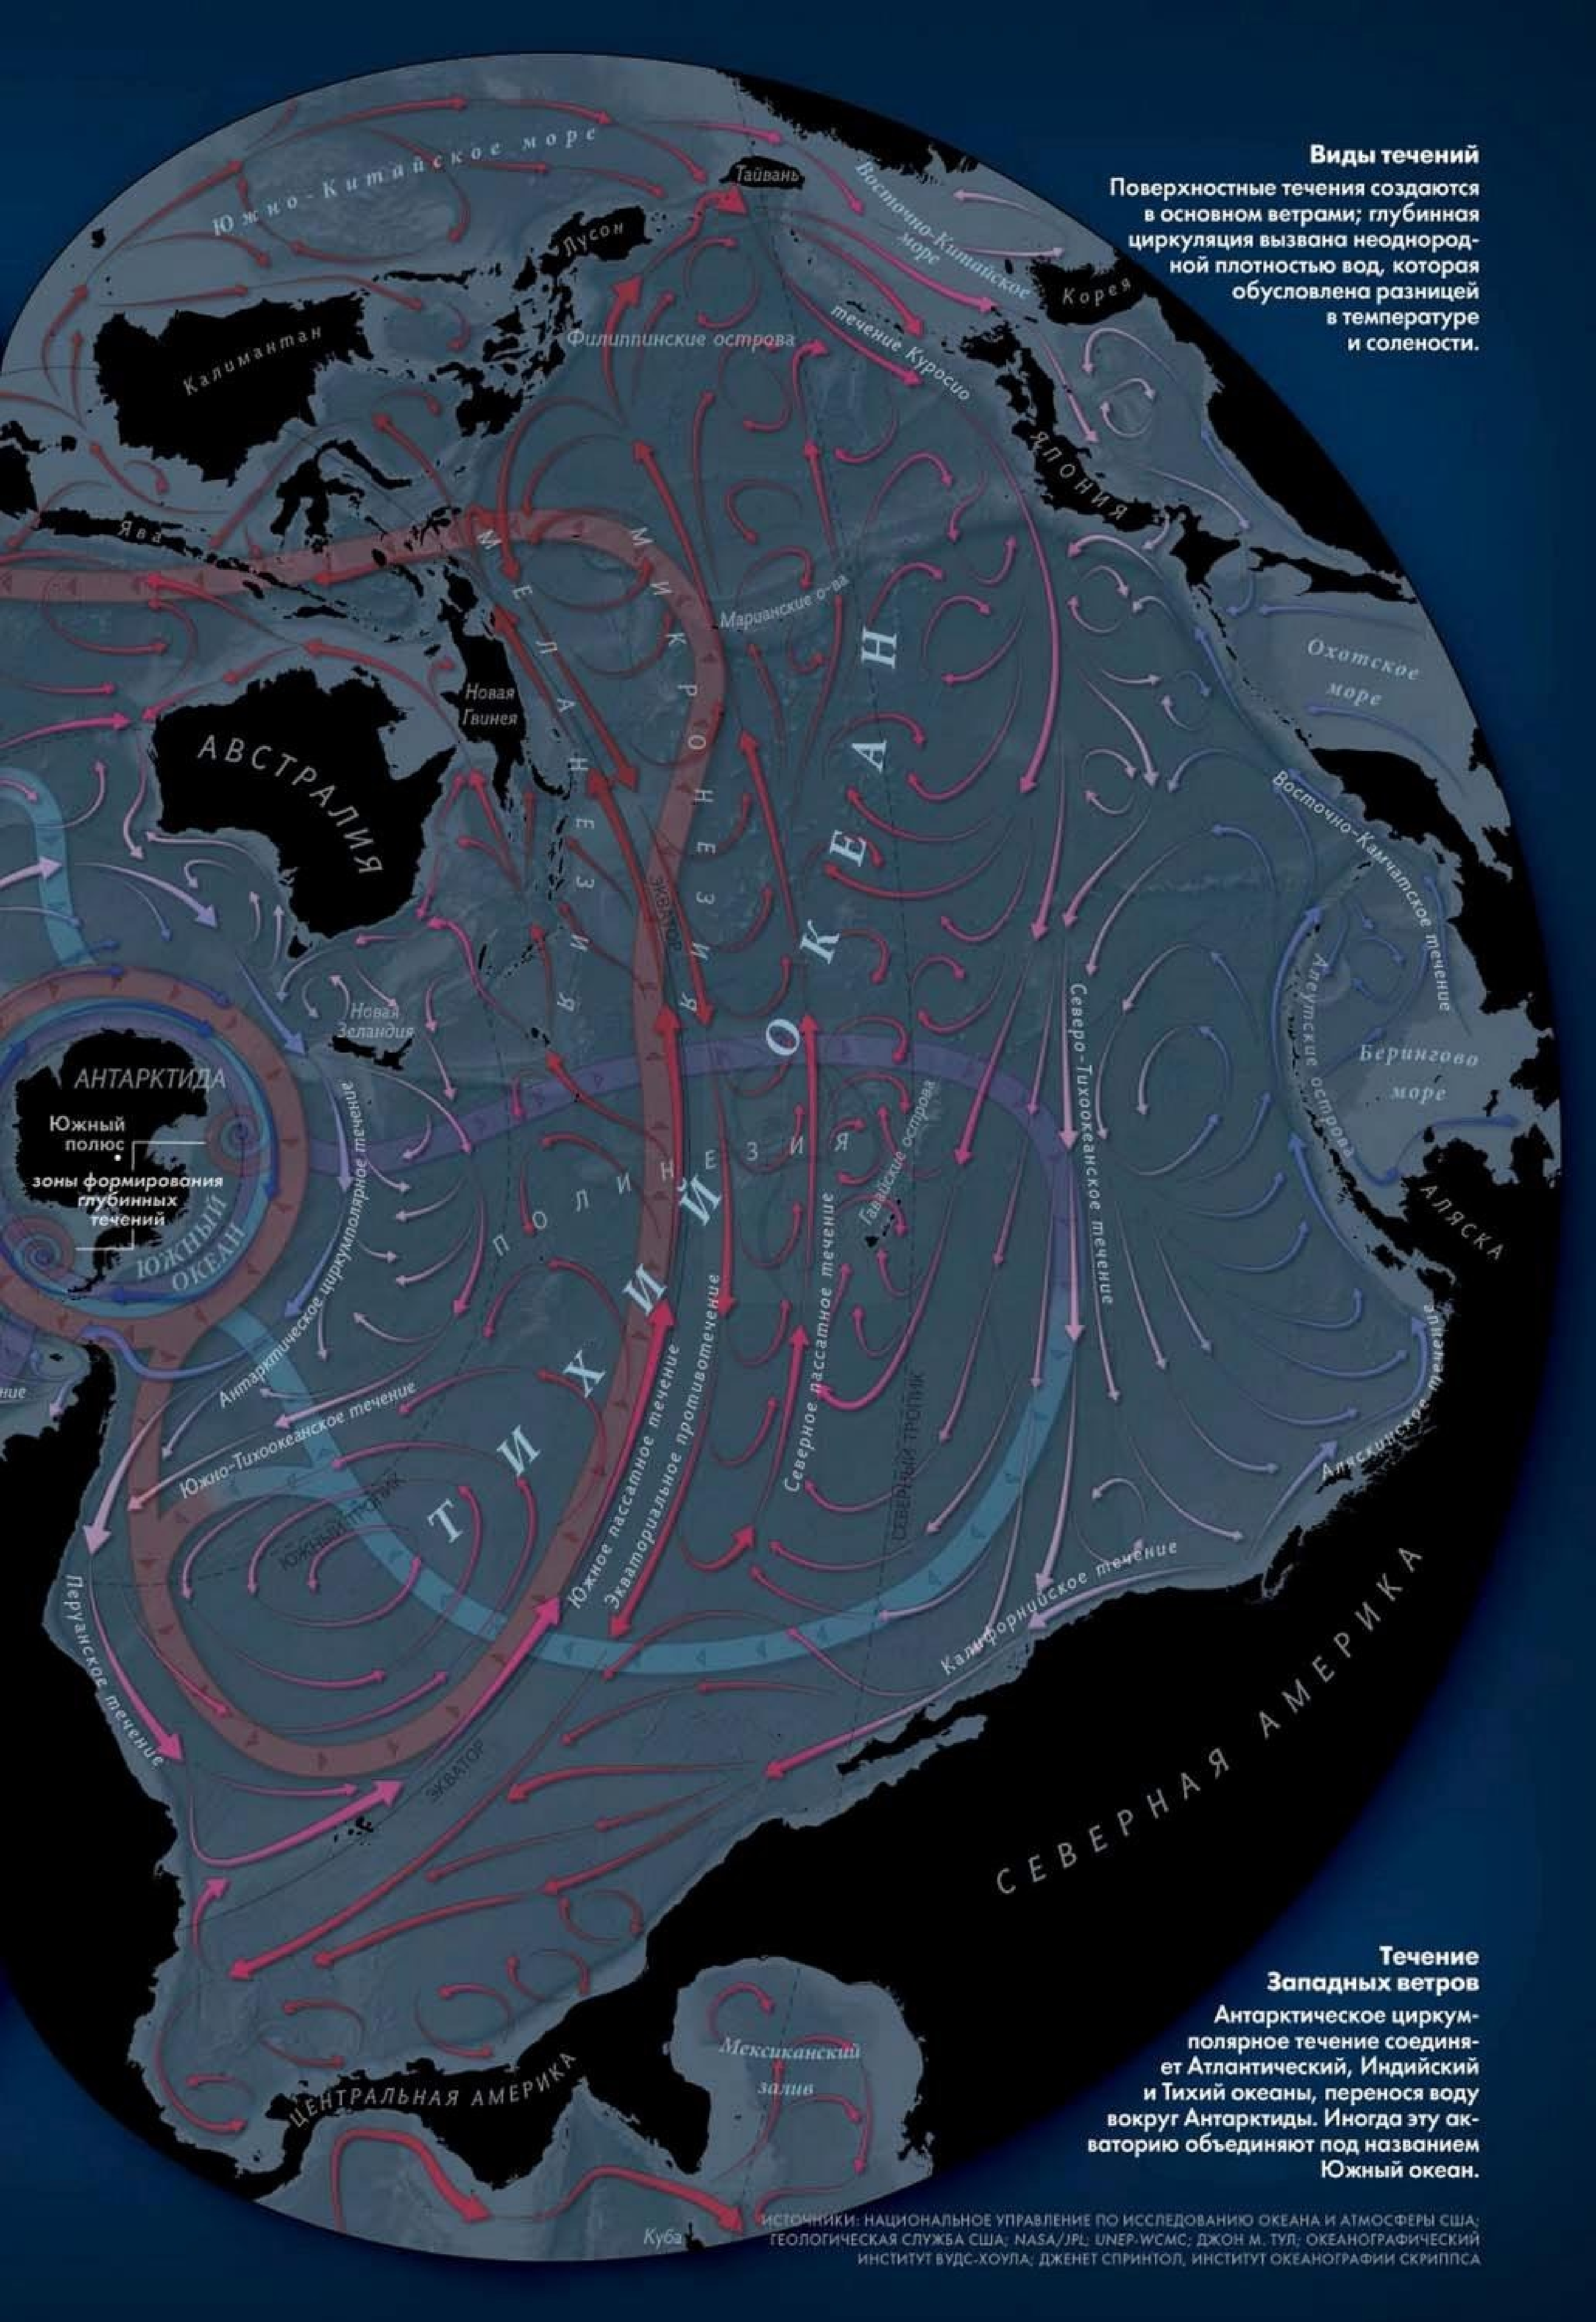 Виды течений
Поверхностные течения создаются
в основном ветрами; глубинная
циркуляция вызвана неоднород-
ной плотностью вод, которая
обусловлена разницей
в температуре
и солености.
Южно-Китайское море
Тайвань
Восточно-Китайское
море
Лусон
Корея
Калимантан
Филиппинские острова
течение Куросио
ЯПОНИЯ
Ява
МЕЛАНЕЗИЯ
МИКРОНЕЗИЯ
Марианские о-ва
Охотское
море
Новая
Гвинея
АВСТРАЛИЯ
ТИХИЙ ОКЕАН
Восточно-Камчатское течение
ЭКВАТОР
Северо-Тихоокеанское течение
Алеутские острова
Берингово
море
Новая
Зеландия
АНТАРКТИДА
Южный
полюс
зоны формирования
глубинных
течений
ЮЖНЫЙ
ОКЕАН
Антарктическое циркумполярное течение
ПОЛИНЕЗИЯ
Гавайские острова
АЛЯСКА
ние
Южно-Тихоокеанское течение
ЮЖНЫЙ ТРОПИК
Южное пассатное течение
Экваториальное противотечение
Северное пассатное течение
СЕВЕРНЫЙ ТРОПИК
Аляскинское течение
Калифорнийское течение
Перуанское течение
ЭКВАТОР
СЕВЕРНАЯ АМЕРИКА
ЦЕНТРАЛЬНАЯ АМЕРИКА
Мексиканский
залив
Куба
Течение
Западных ветров
Антарктическое циркум-
полярное течение соединя-
ет Атлантический, Индийский
и Тихий океаны, перенося воду
вокруг Антарктиды. Иногда эту ак-
ваторию объединяют под названием
Южный океан.
ИСТОЧНИКИ: НАЦИОНАЛЬНОЕ УПРАВЛЕНИЕ ПО ИССЛЕДОВАНИЮ ОКЕАНА И АТМОСФЕРЫ США;
ГЕОЛОГИЧЕСКАЯ СЛУЖБА США; NASA/JPL; UNEP-WCMC; ДЖОН М. ТУЛ; ОКЕАНОГРАФИЧЕСКИЙ
ИНСТИТУТ ВУДС-ХОУЛА; ДЖЕНЕТ СПРИНТОЛ, ИНСТИТУТ ОКЕАНОГРАФИИ СКРИППСА